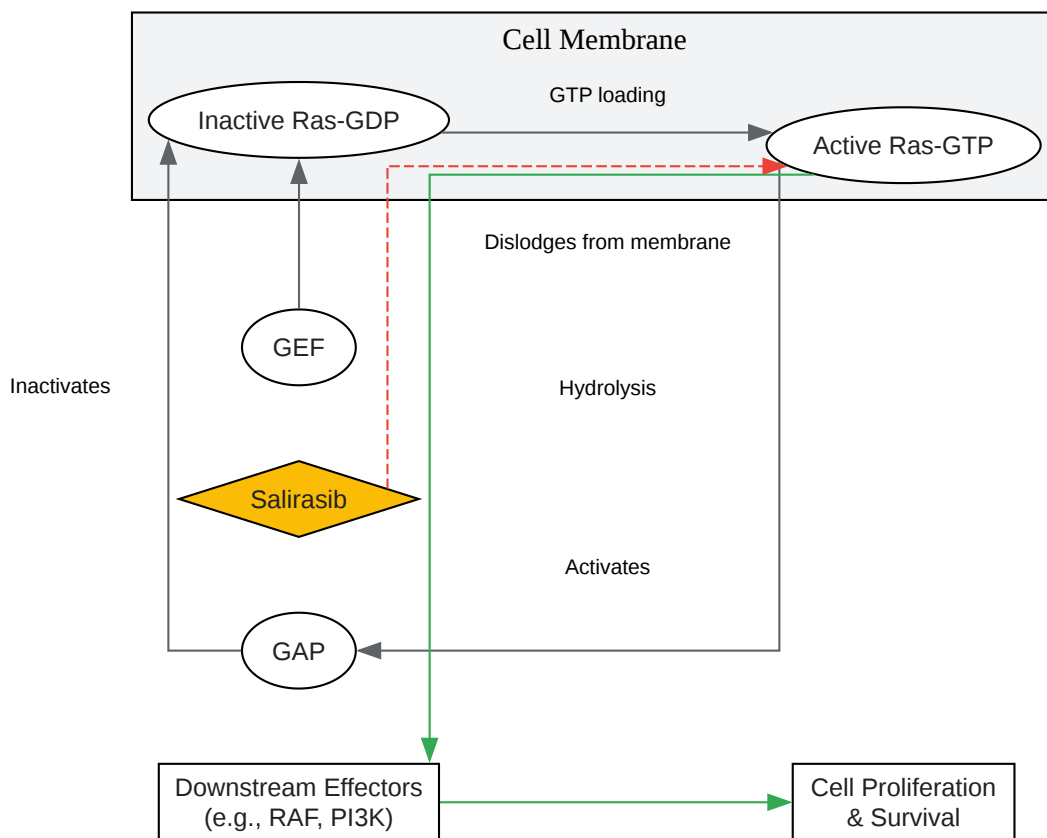 Cell Membrane
GTP loading
Inactive Ras-GDP
Active Ras-GTP
Dislodges from membrane
GEF
Inactivates
Hydrolysis
Salirasib
Activates
GAP
Downstream Effectors
(e.g., RAF, PI3K)
Cell Proliferation
& Survival